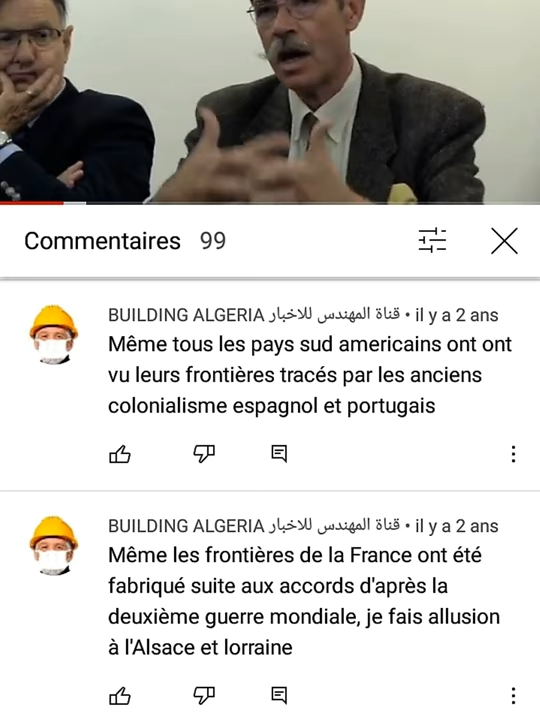 Commentaires 99
BUILDING ALGERIA قناة المهندس للاخبار • il y a 2 ans
Même tous les pays sud americains ont ont
vu leurs frontières tracés par les anciens
colonialisme espagnol et portugais
BUILDING ALGERIA قناة المهندس للاخبار • il y a 2 ans
Même les frontières de la France ont été
fabriqué suite aux accords d'après la
deuxième guerre mondiale, je fais allusion
à l'Alsace et lorraine